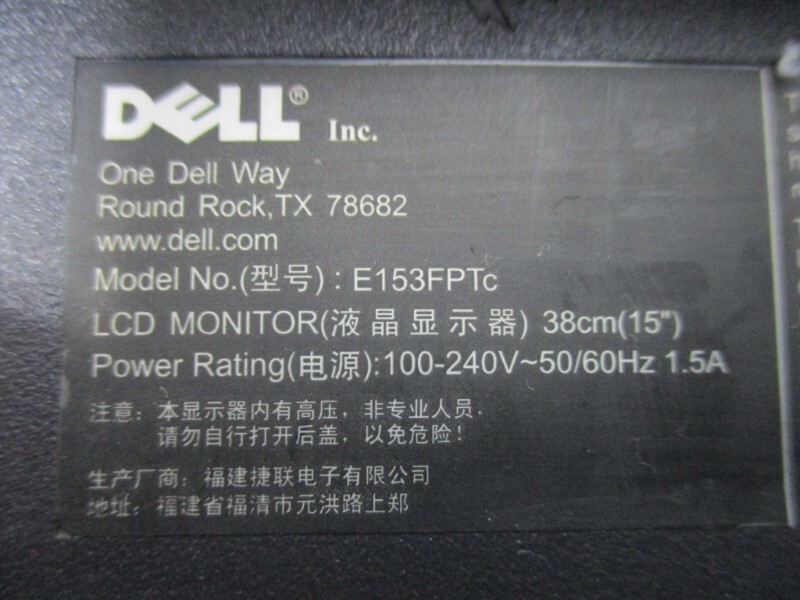 DELL® Inc.
One Dell Way
Round Rock,TX 78682
www.dell.com
Model No.(型号) : E153FPTc
LCD MONITOR(液晶显示器) 38cm(15")
Power Rating(电源):100-240V~50/60Hz 1.5A
注意: 本显示器内有高压, 非专业人员,
请勿自行打开后盖, 以免危险!
生产厂商: 福建捷联电子有限公司
地址: 福建省福清市元洪路上郑